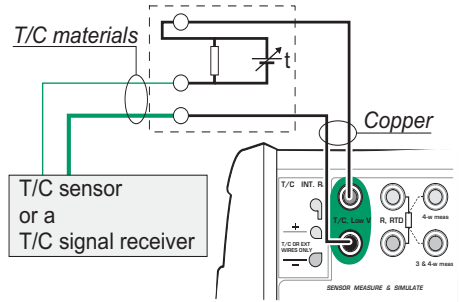 T/C materials
t
Copper
T/C sensor
or a
T/C signal receiver
T/C INT. R.
T/C, Low V
R, RTD
4-w meas
+
T/C OR EXT
WIRES ONLY
−
3 & 4-w meas
SENSOR MEASURE & SIMULATE